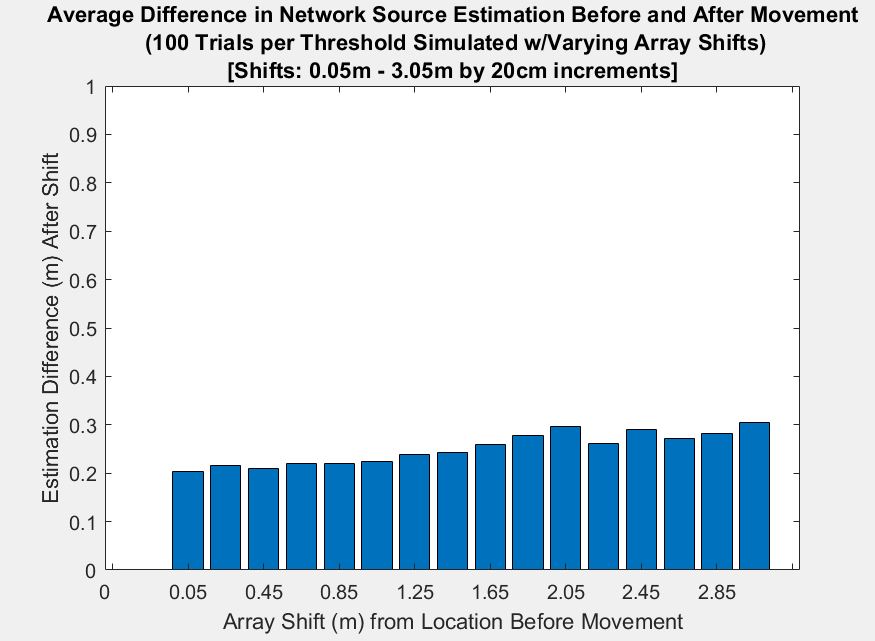 Average Difference in Network Source Estimation Before and After Movement
(100 Trials per Threshold Simulated w/Varying Array Shifts)
[Shifts: 0.05m - 3.05m by 20cm increments]
Estimation Difference (m) After Shift
1
0.9
0.8
0.7
0.6
0.5
0.4
0.3
0.2
0.1
0
0 0.05 0.45 0.85 1.25 1.65 2.05 2.45 2.85
Array Shift (m) from Location Before Movement